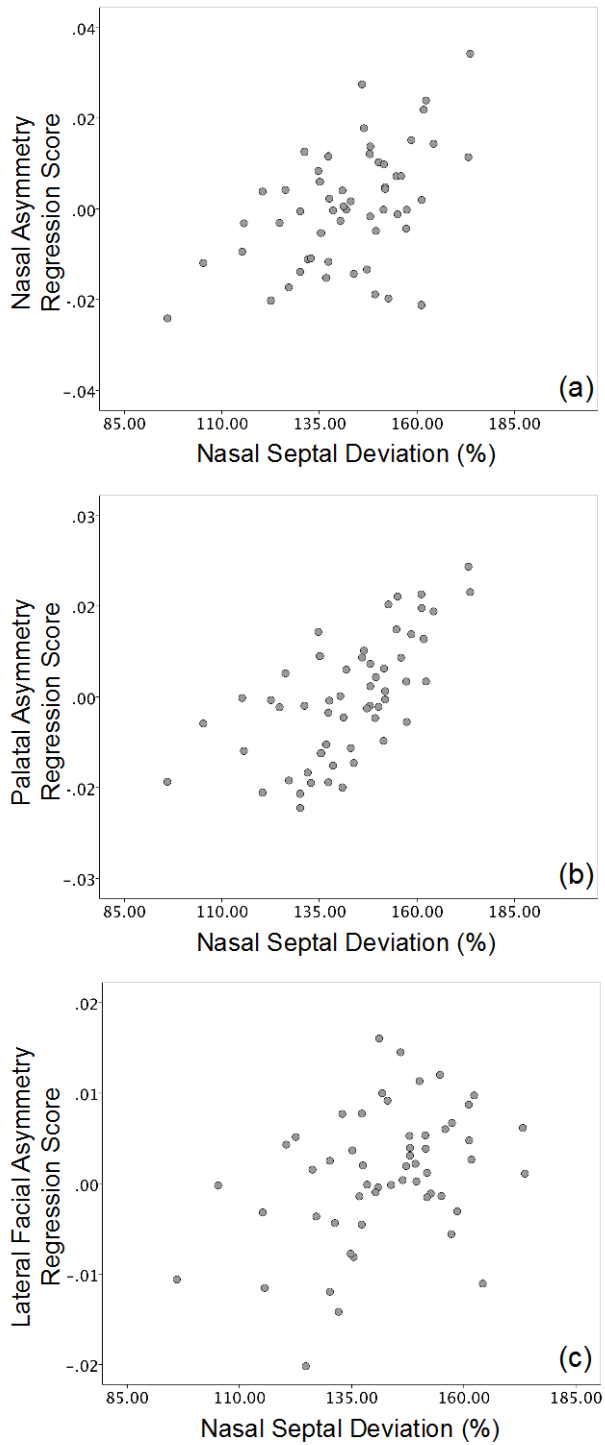 .04
.02
.00
-.02
-.04
Nasal Asymmetry
Regression Score
(a)
85.00 110.00 135.00 160.00 185.00
Nasal Septal Deviation (%)
.03
.02
.00
-.02
-.03
Palatal Asymmetry
Regression Score
(b)
85.00 110.00 135.00 160.00 185.00
Nasal Septal Deviation (%)
.02
.01
.00
-.01
-.02
Lateral Facial Asymmetry
Regression Score
(c)
85.00 110.00 135.00 160.00 185.00
Nasal Septal Deviation (%)